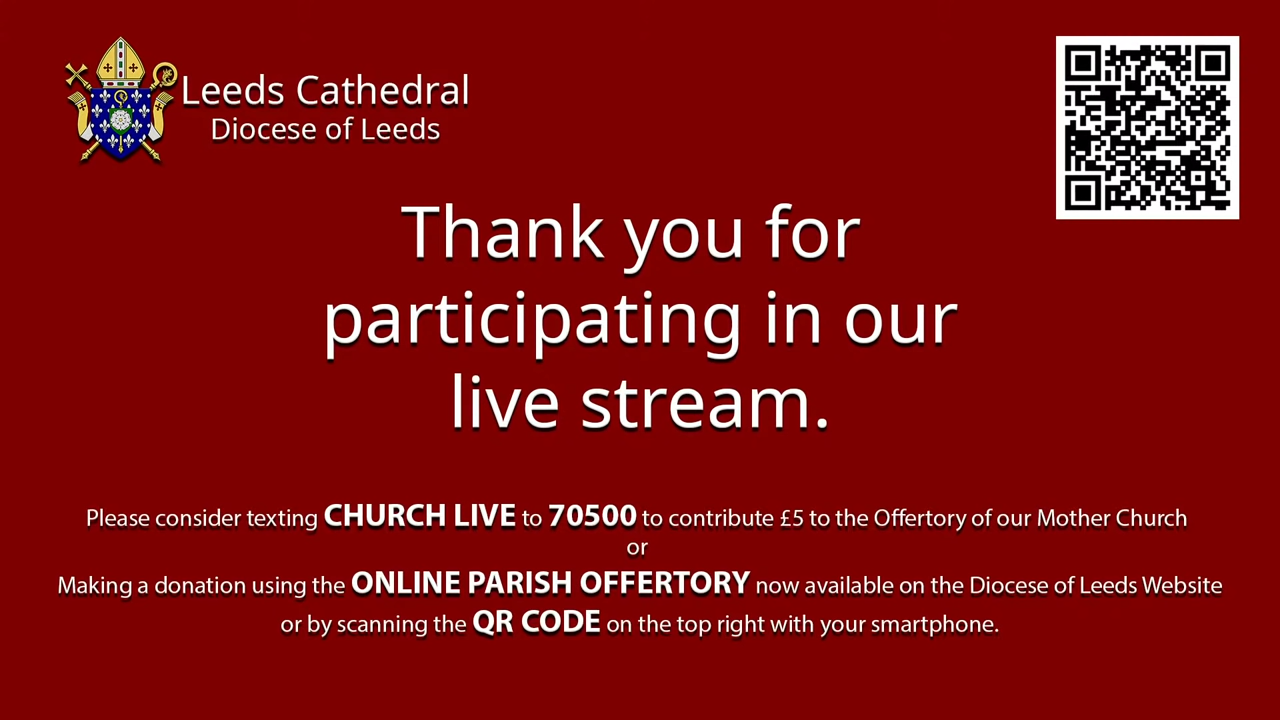 Leeds Cathedral
Diocese of Leeds
Thank you for
participating in our
live stream.
Please consider texting CHURCH LIVE to 70500 to contribute £5 to the Offertory of our Mother Church
or
Making a donation using the ONLINE PARISH OFFERTORY now available on the Diocese of Leeds Website
or by scanning the QR CODE on the top right with your smartphone.